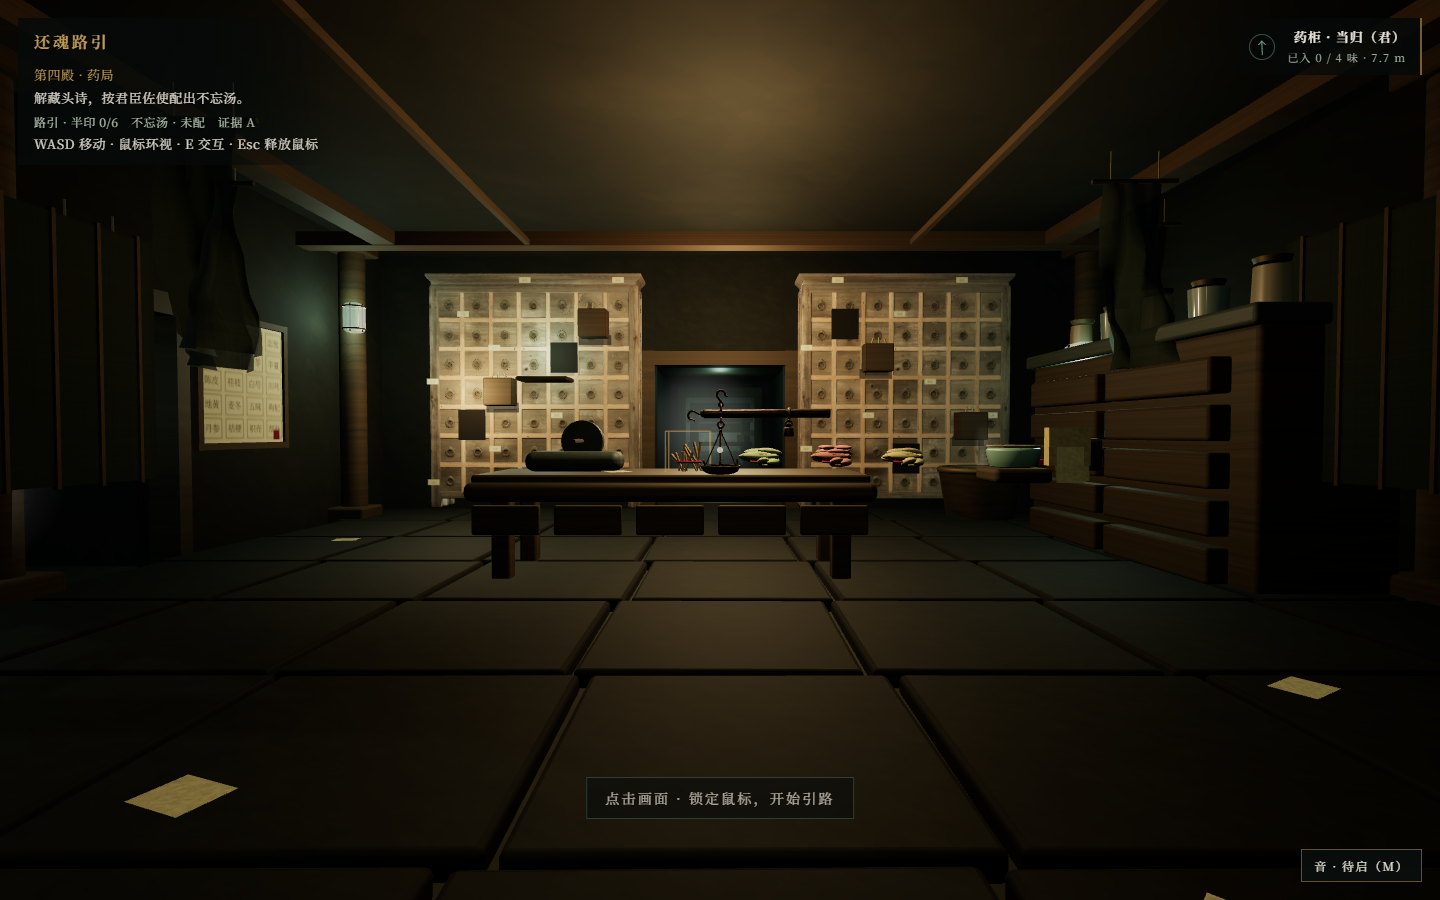 还魂路引
第四殿 · 药局
解藏头诗，按君臣佐使配出不忘汤。
路引 · 半印 0/6 不忘汤 · 未配 证据 A
WASD 移动 · 鼠标环视 · E 交互 · Esc 释放鼠标
药柜 · 当归（君）
已入 0 / 4 味 · 7.7 m
↑
点击画面 · 锁定鼠标，开始引路
音 · 待启（M）